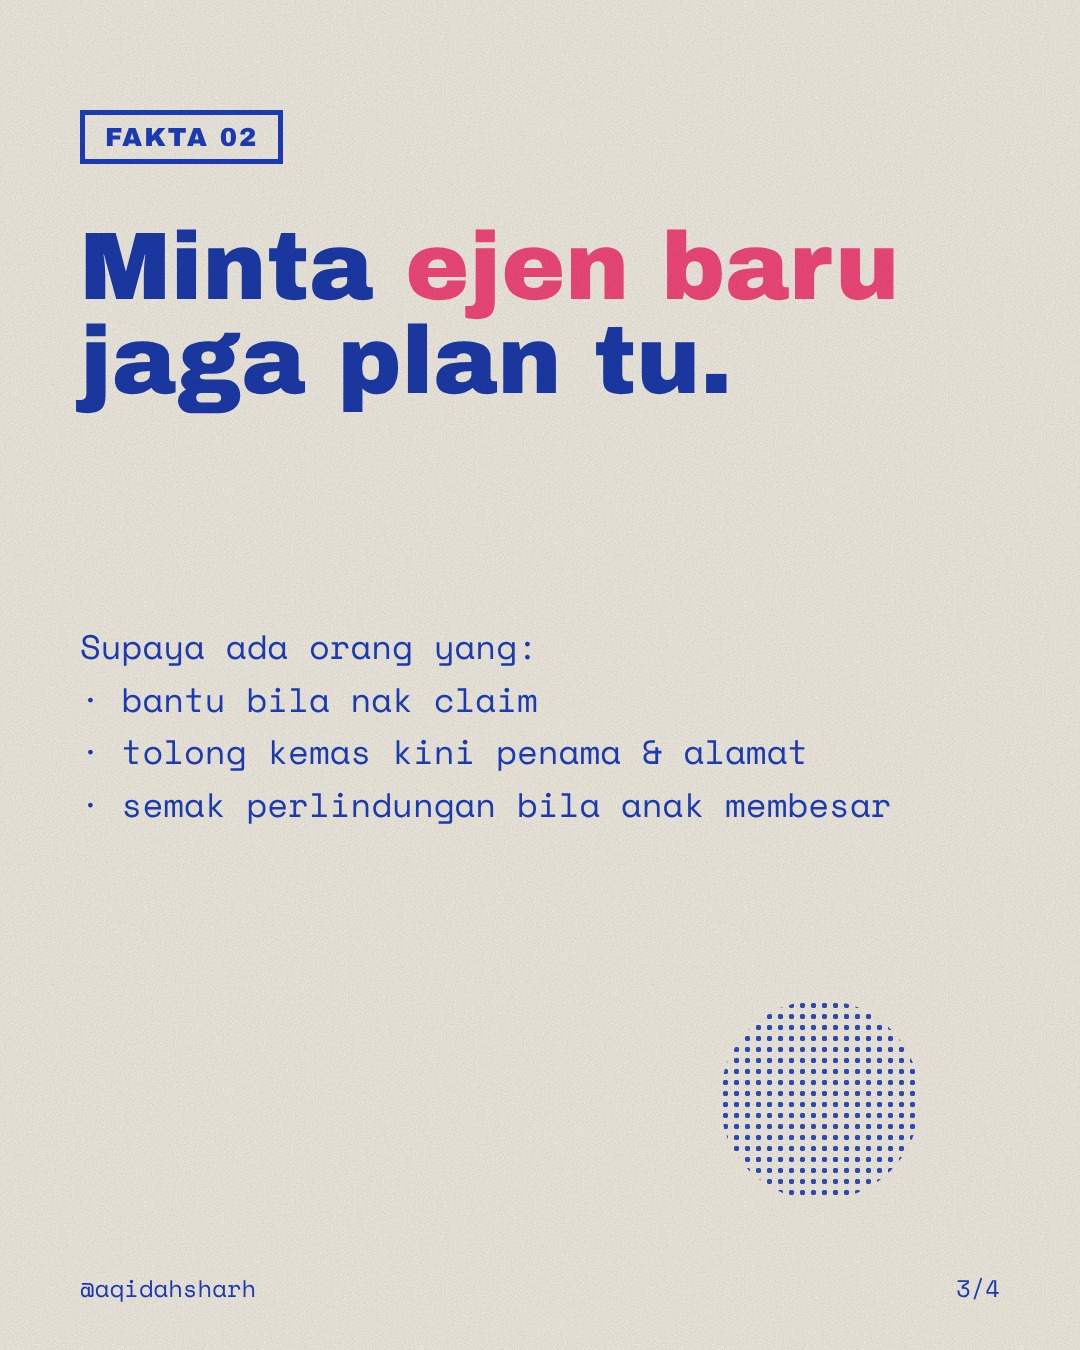 FAKTA 02
Minta ejen baru
jaga plan tu.
Supaya ada orang yang:
· bantu bila nak claim
· tolong kemas kini penama & alamat
· semak perlindungan bila anak membesar
@aqidahsharh
3/4